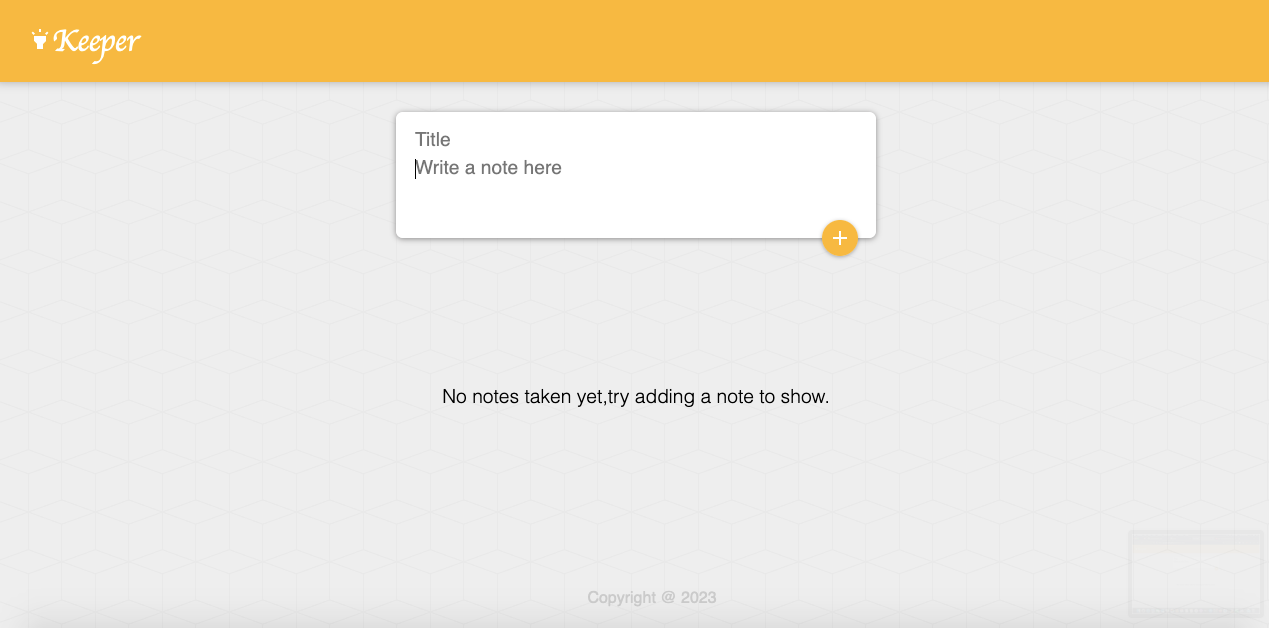 Keeper
Title
Write a note here
No notes taken yet,try adding a note to show.
Copyright @ 2023